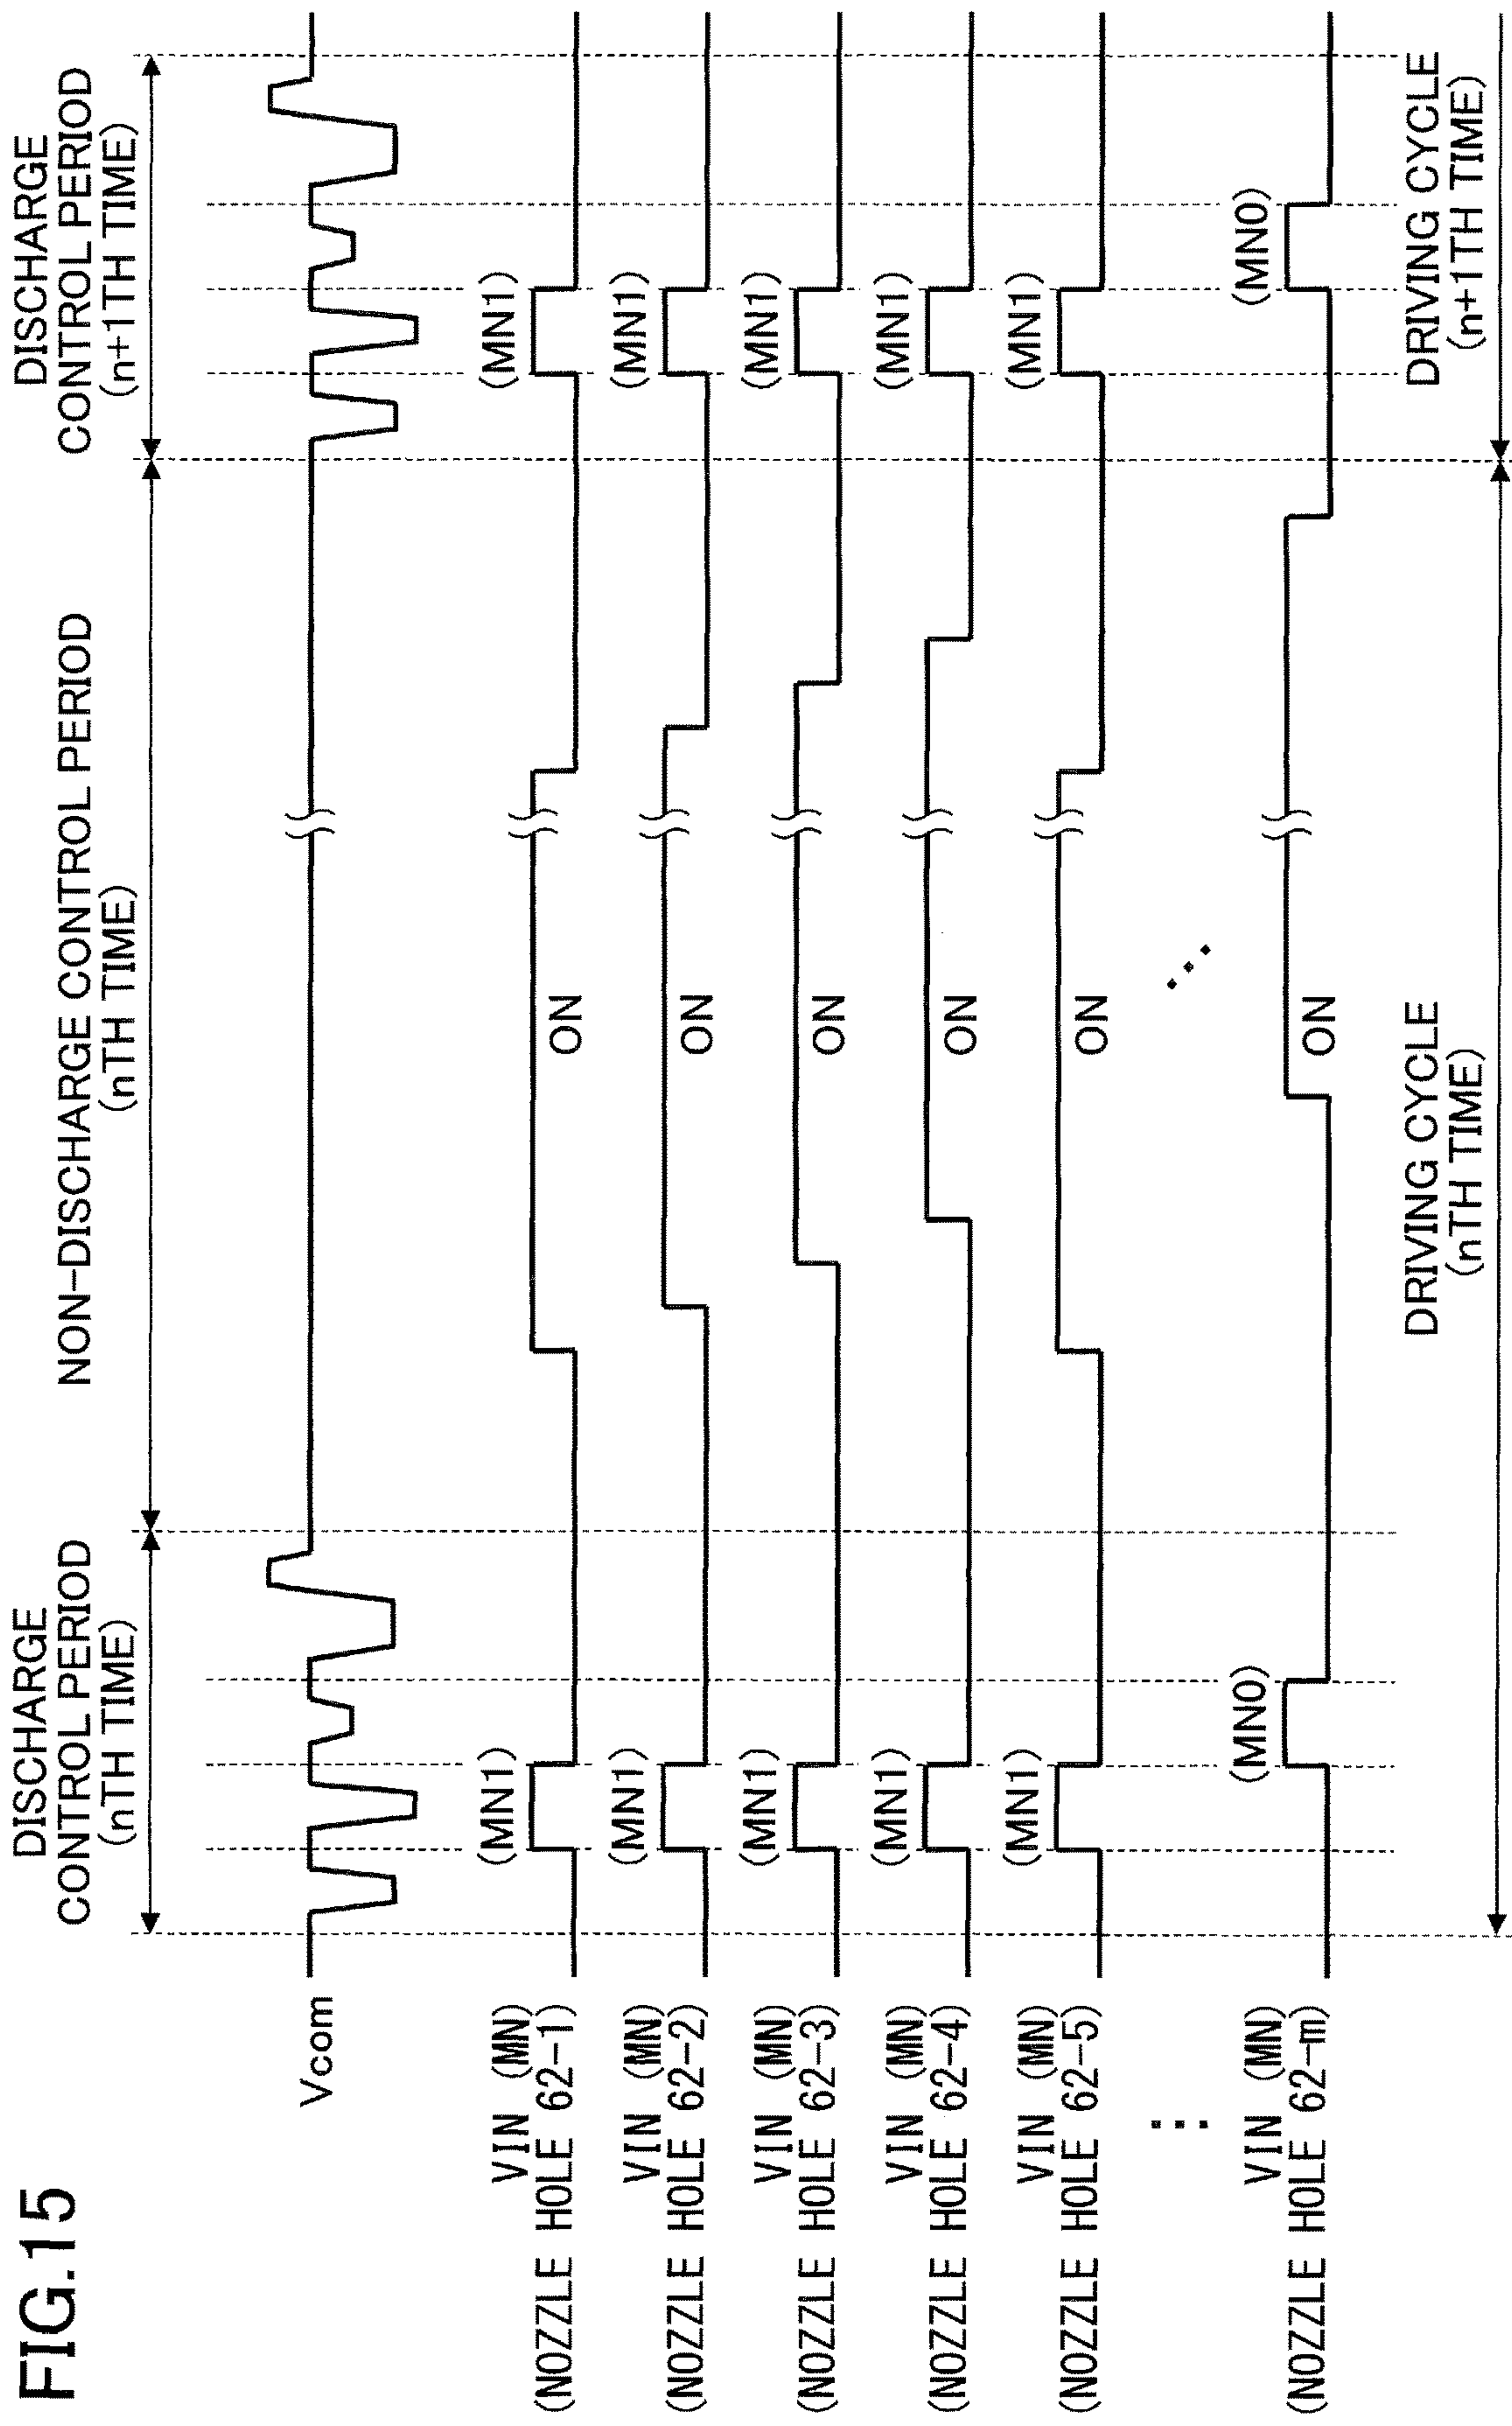 FIG.15
DISCHARGE
CONTROL PERIOD
(nTH TIME)
NON-DISCHARGE CONTROL PERIOD
(nTH TIME)
DISCHARGE
CONTROL PERIOD
(n+1TH TIME)
Vcom
VIN (MN)
(NOZZLE HOLE 62-1)
(MN1)
ON
(MN1)
VIN (MN)
(NOZZLE HOLE 62-2)
(MN1)
ON
(MN1)
VIN (MN)
(NOZZLE HOLE 62-3)
(MN1)
ON
(MN1)
VIN (MN)
(NOZZLE HOLE 62-4)
(MN1)
ON
(MN1)
VIN (MN)
(NOZZLE HOLE 62-5)
(MN1)
ON
(MN1)
VIN (MN)
(NOZZLE HOLE 62-m)
(MN0)
ON
(MN0)
DRIVING CYCLE
(nTH TIME)
DRIVING CYCLE
(n+1TH TIME)